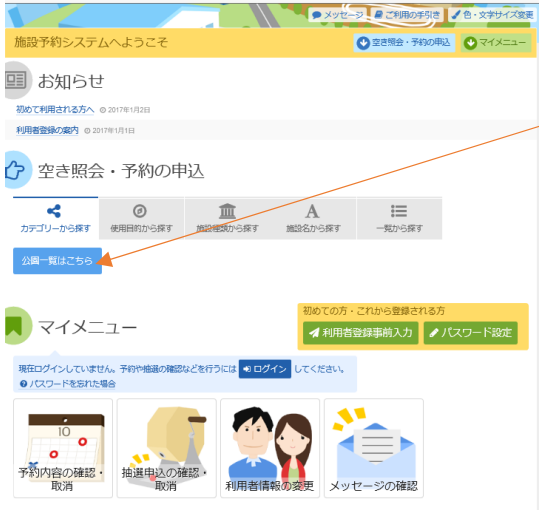 メッセージ ご利用の手引き 色・文字サイズ変更
施設予約システムへようこそ 空き照会・予約の申込 マイメニュー
お知らせ
初めて利用される方へ 2017年1月2日
利用者登録の案内 2017年1月1日
空き照会・予約の申込
カテゴリーから探す 使用目的から探す 施設種類から探す 施設名から探す 一覧から探す
公園一覧はこちら
初めての方・これから登録される方
マイメニュー 利用者登録事前入力 パスワード設定
現在ログインしていません。予約や抽選の確認などを行うには ログイン してください。
パスワードを忘れた場合
10
予約内容の確認・取消
抽選申込の確認・取消
利用者情報の変更
メッセージの確認